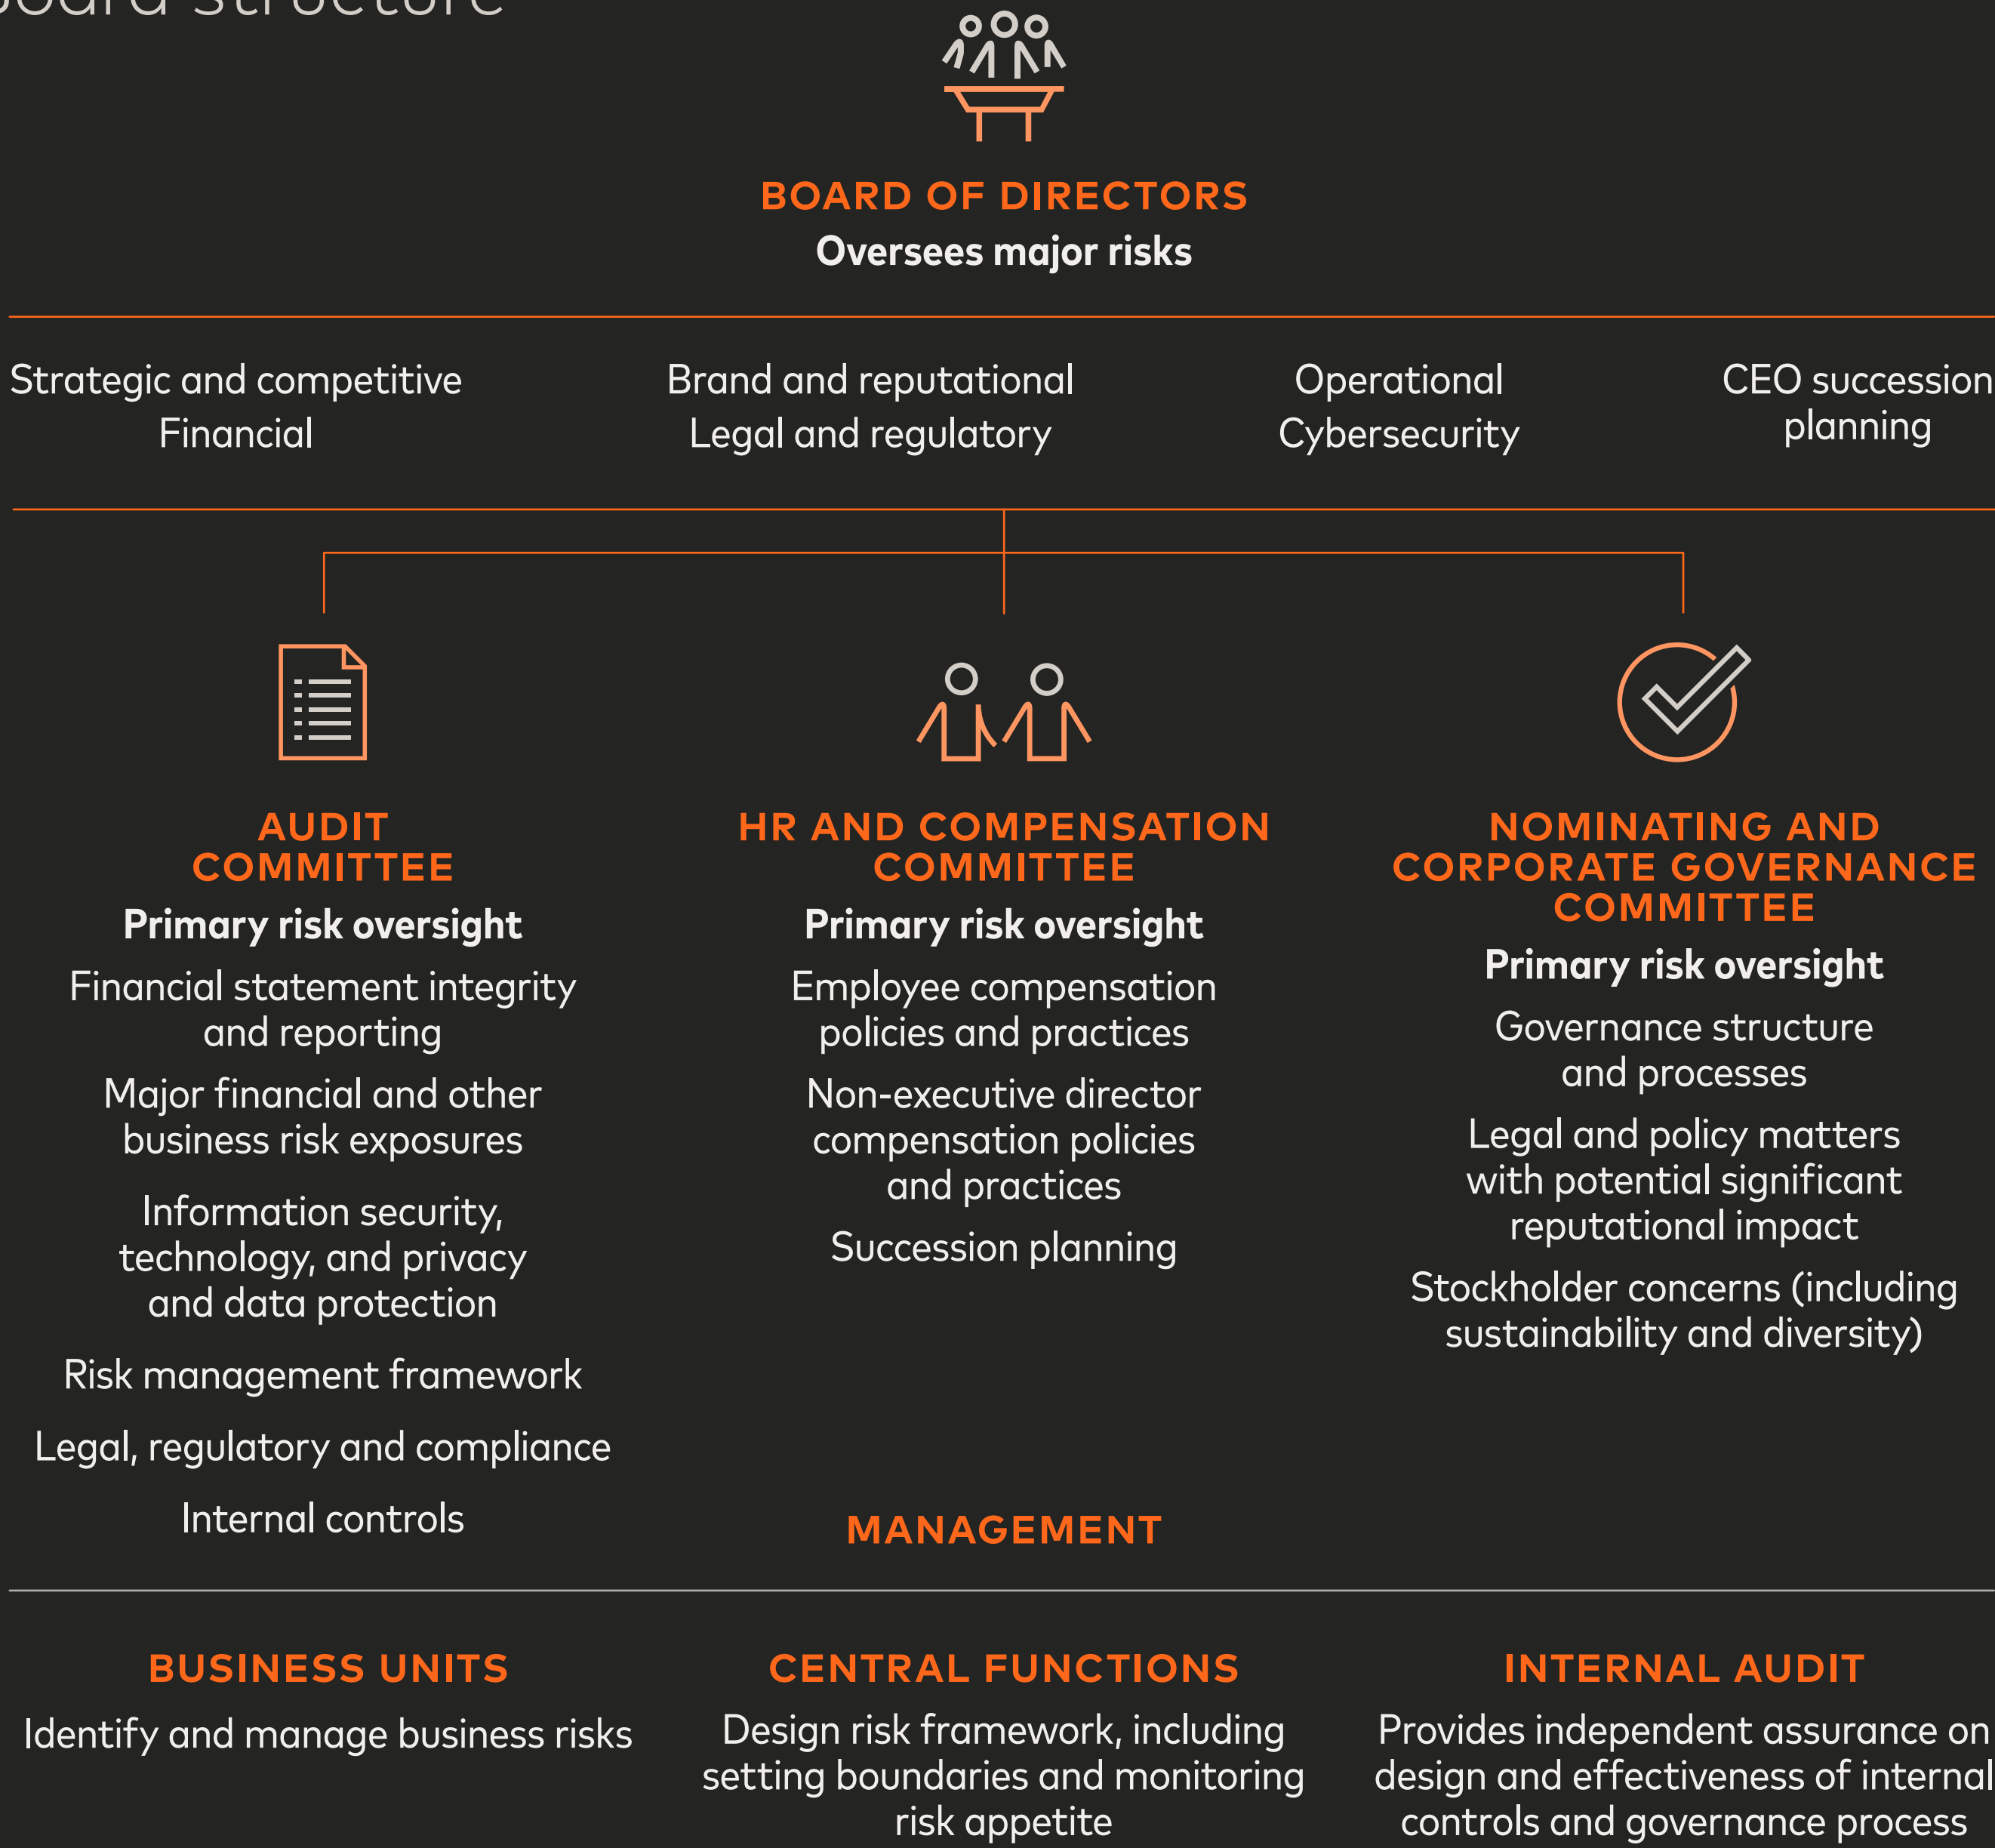 Board structure
BOARD OF DIRECTORS
Oversees major risks
Strategic and competitive
Financial
Brand and reputational
Legal and regulatory
Operational
Cybersecurity
CEO succession
planning
AUDIT
COMMITTEE
Primary risk oversight
Financial statement integrity
and reporting
Major financial and other
business risk exposures
Information security,
technology, and privacy
and data protection
Risk management framework
Legal, regulatory and compliance
Internal controls
HR AND COMPENSATION
COMMITTEE
Primary risk oversight
Employee compensation
policies and practices
Non-executive director
compensation policies
and practices
Succession planning
NOMINATING AND
CORPORATE GOVERNANCE
COMMITTEE
Primary risk oversight
Governance structure
and processes
Legal and policy matters
with potential significant
reputational impact
Stockholder concerns (including
sustainability and diversity)
MANAGEMENT
BUSINESS UNITS
Identify and manage business risks
CENTRAL FUNCTIONS
Design risk framework, including
setting boundaries and monitoring
risk appetite
INTERNAL AUDIT
Provides independent assurance on
design and effectiveness of internal
controls and governance process